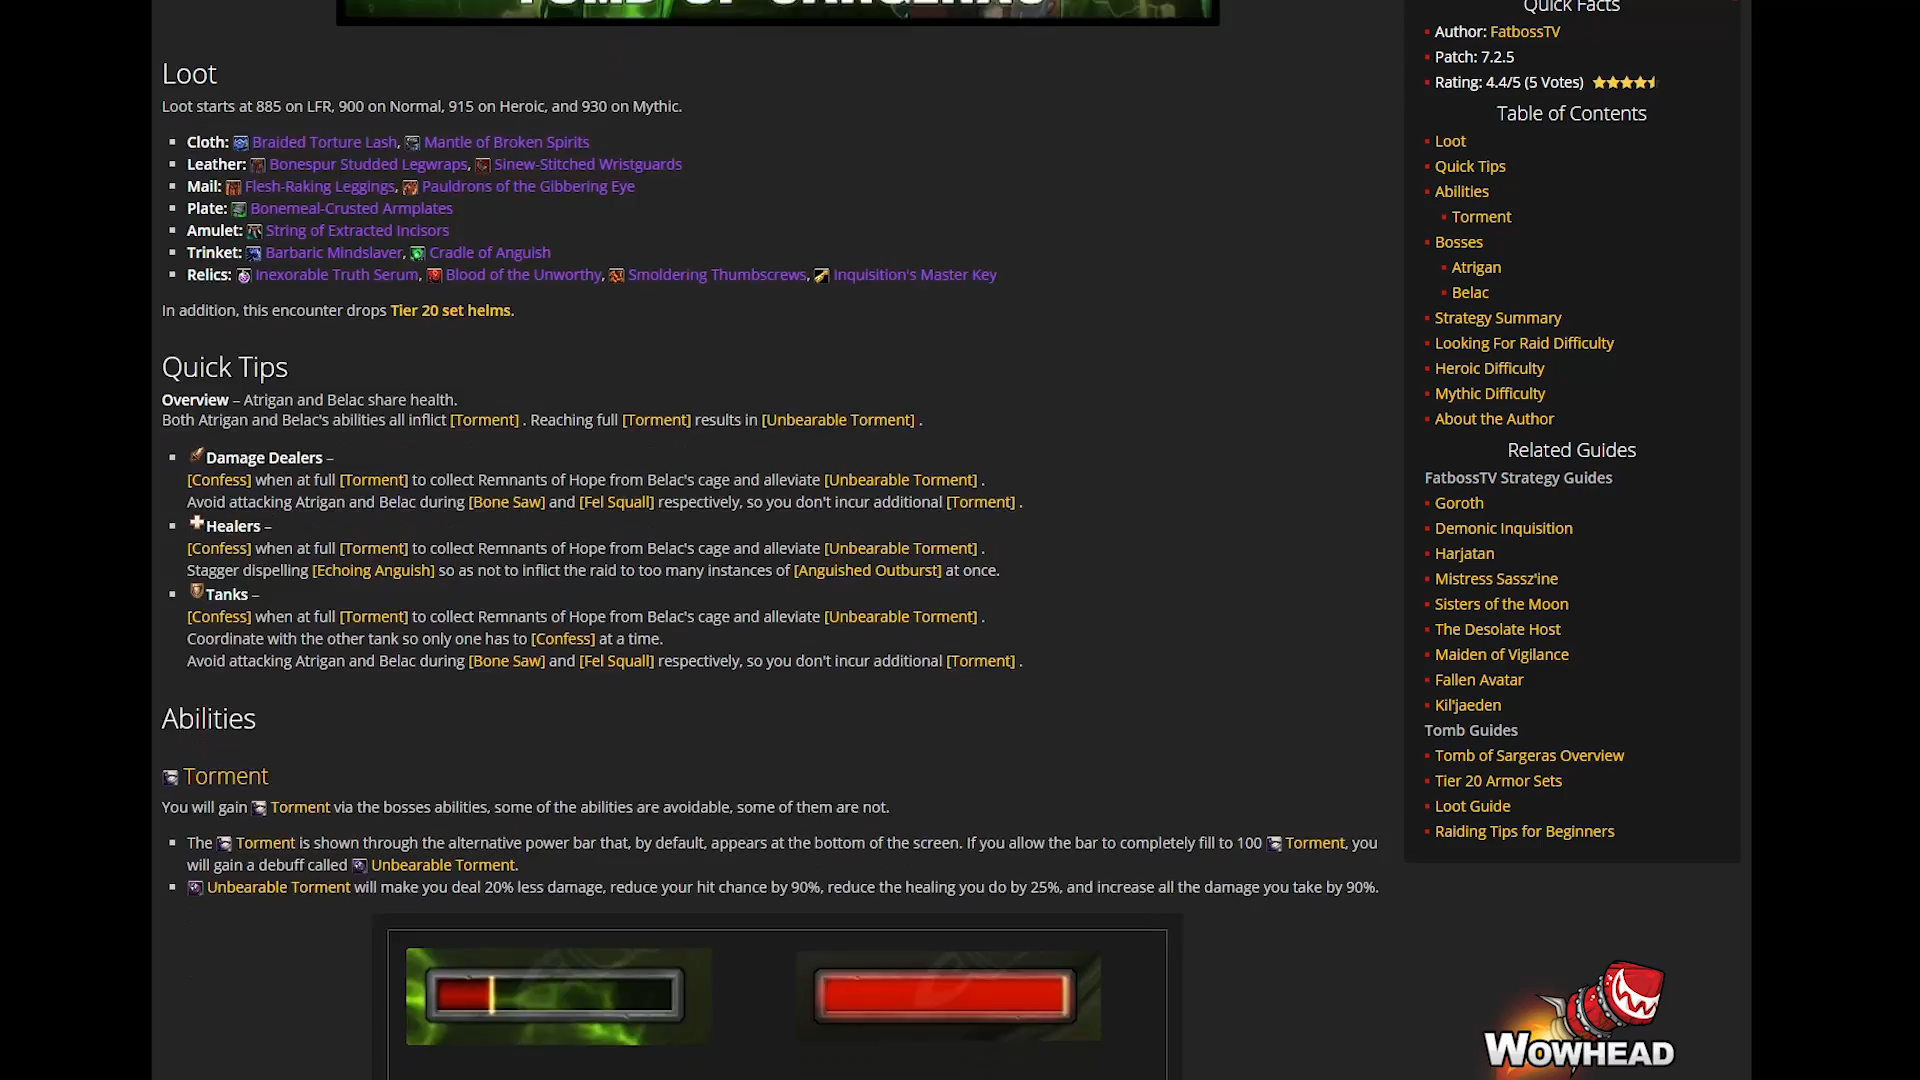 TOMB OF SARGERAS
Loot
Loot starts at 885 on LFR, 900 on Normal, 915 on Heroic, and 930 on Mythic.
Cloth: Braided Torture Lash, Mantle of Broken Spirits
Leather: Bonespur Studded Legwraps, Sinew-Stitched Wristguards
Mail: Flesh-Raking Leggings, Pauldrons of the Gibbering Eye
Plate: Bonemeal-Crusted Armplates
Amulet: String of Extracted Incisors
Trinket: Barbaric Mindslaver, Cradle of Anguish
Relics: Inexorable Truth Serum, Blood of the Unworthy, Smoldering Thumbscrews, Inquisition's Master Key
In addition, this encounter drops Tier 20 set helms.
Quick Tips
Overview – Atrigan and Belac share health.
Both Atrigan and Belac's abilities all inflict [Torment] . Reaching full [Torment] results in [Unbearable Torment] .
Damage Dealers –
[Confess] when at full [Torment] to collect Remnants of Hope from Belac's cage and alleviate [Unbearable Torment] .
Avoid attacking Atrigan and Belac during [Bone Saw] and [Fel Squall] respectively, so you don't incur additional [Torment] .
Healers –
[Confess] when at full [Torment] to collect Remnants of Hope from Belac's cage and alleviate [Unbearable Torment] .
Stagger dispelling [Echoing Anguish] so as not to inflict the raid to too many instances of [Anguished Outburst] at once.
Tanks –
[Confess] when at full [Torment] to collect Remnants of Hope from Belac's cage and alleviate [Unbearable Torment] .
Coordinate with the other tank so only one has to [Confess] at a time.
Avoid attacking Atrigan and Belac during [Bone Saw] and [Fel Squall] respectively, so you don't incur additional [Torment] .
Abilities
Torment
You will gain Torment via the bosses abilities, some of the abilities are avoidable, some of them are not.
The Torment is shown through the alternative power bar that, by default, appears at the bottom of the screen. If you allow the bar to completely fill to 100 Torment, you
will gain a debuff called Unbearable Torment.
Unbearable Torment will make you deal 20% less damage, reduce your hit chance by 90%, reduce the healing you do by 25%, and increase all the damage you take by 90%.
Quick Facts
Author: FatbossTV
Patch: 7.2.5
Rating: 4.4/5 (5 Votes)
Table of Contents
Loot
Quick Tips
Abilities
Torment
Bosses
Atrigan
Belac
Strategy Summary
Looking For Raid Difficulty
Heroic Difficulty
Mythic Difficulty
About the Author
Related Guides
FatbossTV Strategy Guides
Goroth
Demonic Inquisition
Harjatan
Mistress Sassz'ine
Sisters of the Moon
The Desolate Host
Maiden of Vigilance
Fallen Avatar
Kil'jaeden
Tomb Guides
Tomb of Sargeras Overview
Tier 20 Armor Sets
Loot Guide
Raiding Tips for Beginners
WOWHEAD